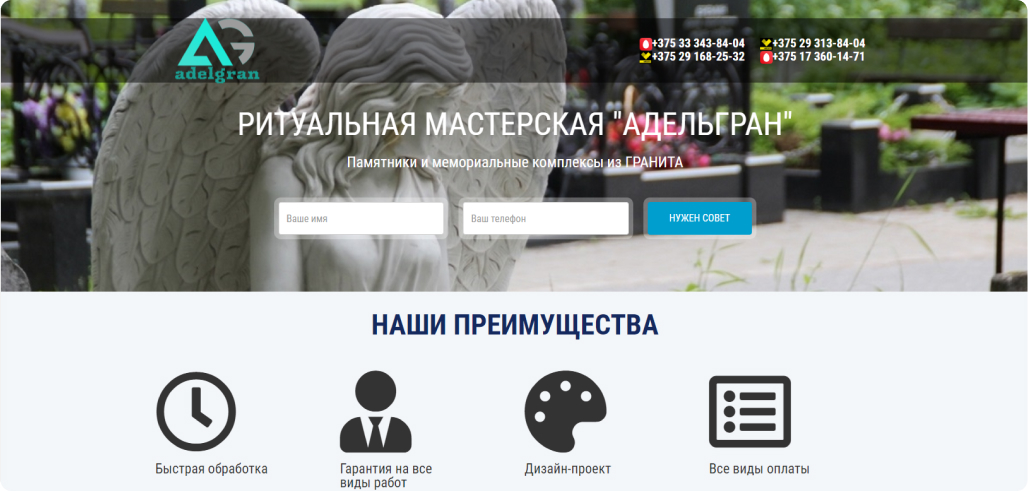 adelgran
+375 33 343-84-04 +375 29 313-84-04
+375 29 168-25-32 +375 17 360-14-71
РИТУАЛЬНАЯ МАСТЕРСКАЯ "АДЕЛЬГРАН"
Памятники и мемориальные комплексы из ГРАНИТА
Ваше имя Ваш телефон НУЖЕН СОВЕТ
НАШИ ПРЕИМУЩЕСТВА
Быстрая обработка
Гарантия на все
виды работ
Дизайн-проект
Все виды оплаты